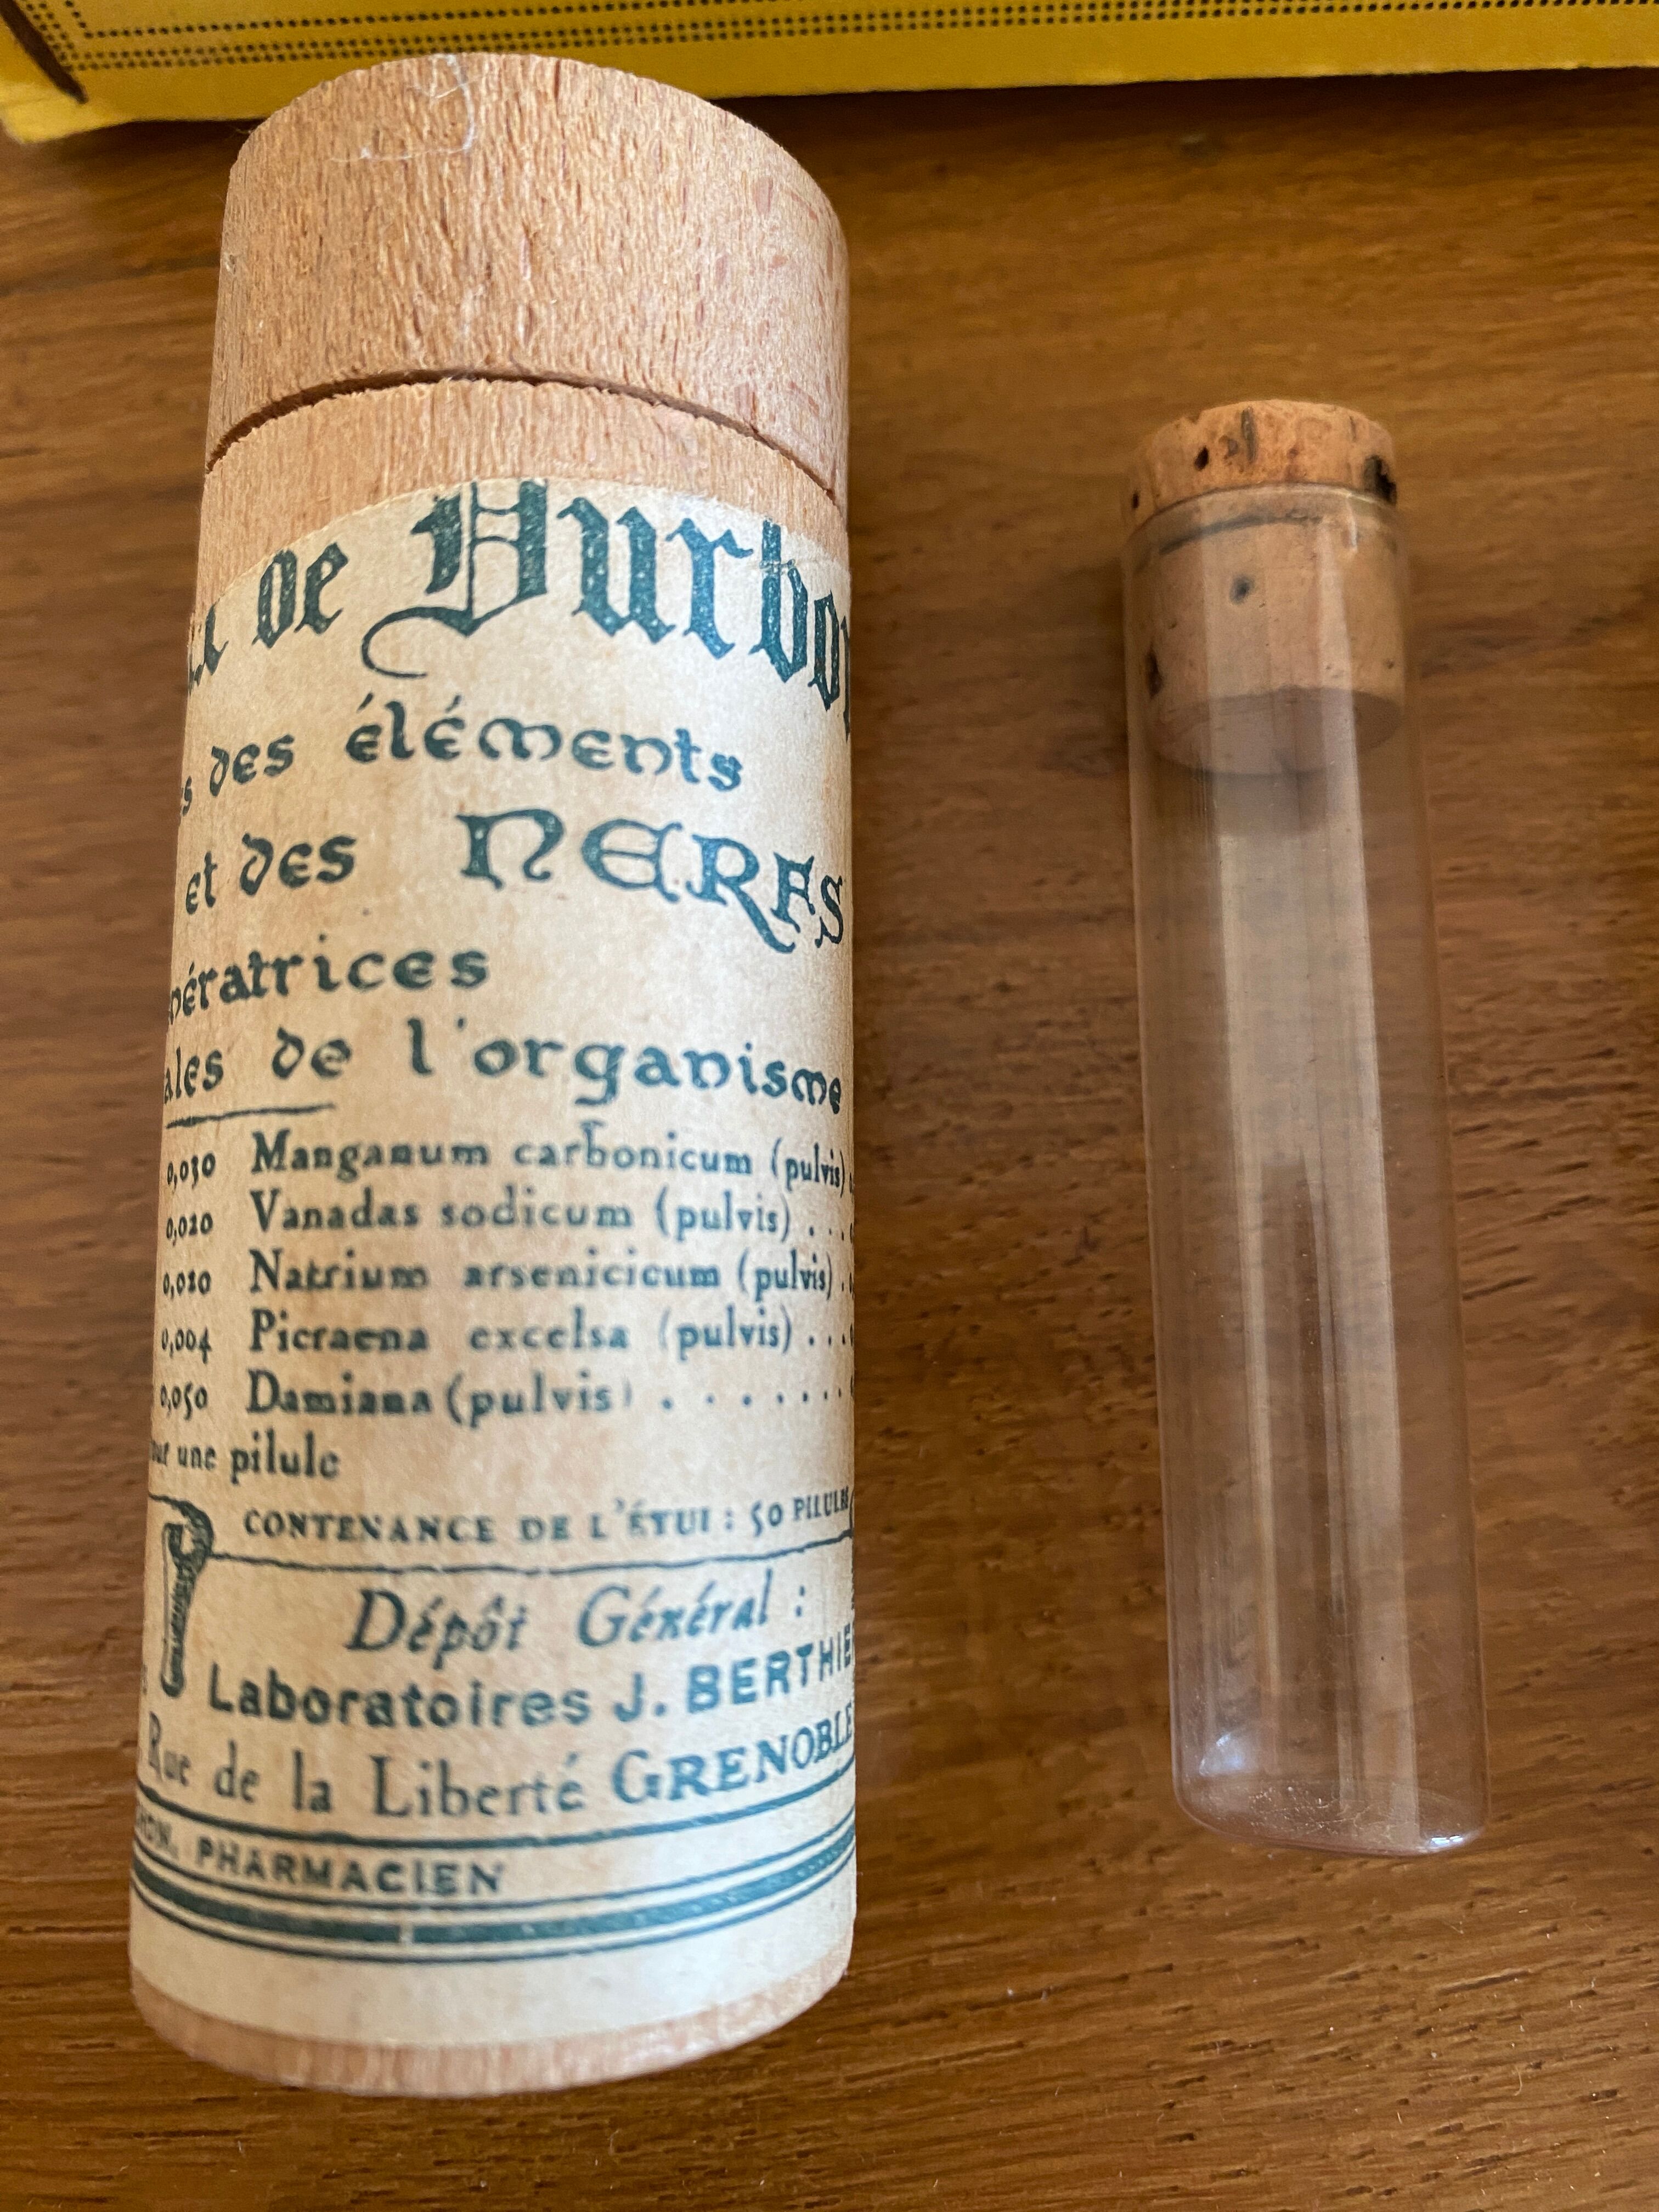 de Durbon
des éléments
et des NERFS
nératrices
ales de l'organisme
0,030 Manganum carbonicum (pulvis)
0,020 Vanadas sodicum (pulvis) . . .
0,010 Natrium arsenicicum (pulvis) .
0,004 Picraena excelsa (pulvis) . . .
0,050 Damiana (pulvis) . . . . . . .
une pilule
CONTENANCE DE L'ÉTUI : 50 PILULES
Dépôt Général :
Laboratoires J. BERTHIE
Rue de la Liberté GRENOBLE
PHARMACIEN